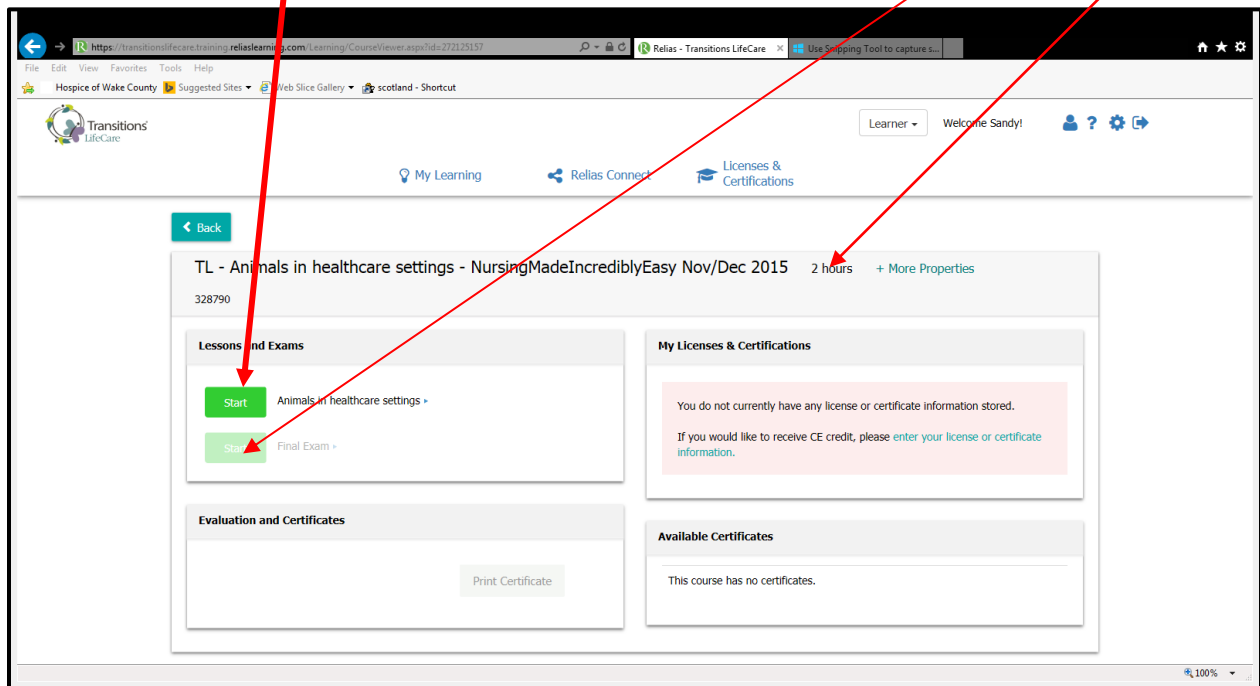 https://transitionslifecare.training.reliaslearning.com/Learning/CourseViewer.aspx?id=272125157
Relias - Transitions LifeCare
Use Snipping Tool to capture s...
File Edit View Favorites Tools Help
Hospice of Wake County Suggested Sites Web Slice Gallery scotland - Shortcut
Transitions
LifeCare
Learner
Welcome Sandy!
My Learning
Relias Connect
Licenses &
Certifications
Back
TL - Animals in healthcare settings - NursingMadeIncrediblyEasy Nov/Dec 2015 2 hours + More Properties
328790
Lessons and Exams
Start Animals in healthcare settings
Start Final Exam
My Licenses & Certifications
You do not currently have any license or certificate information stored.
If you would like to receive CE credit, please enter your license or certificate
information.
Evaluation and Certificates
Print Certificate
Available Certificates
This course has no certificates.
100%